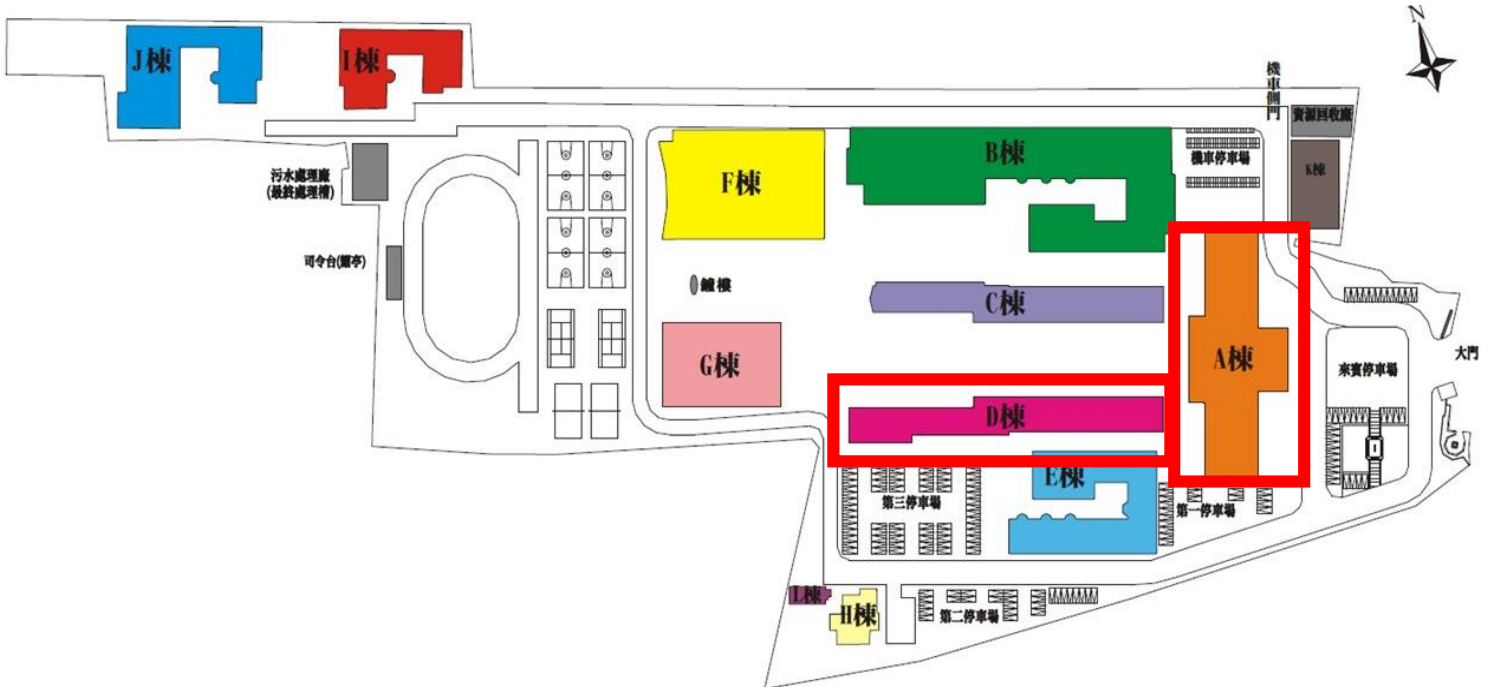 N
J棟
I棟
機車側門
資源回收廠
F棟
B棟
機車停車場
K棟
污水處理廠
(最終處理槽)
司令台(韻亭)
鐘樓
C棟
G棟
A棟
大門
來賓停車場
D棟
E棟
第三停車場
第一停車場
L棟
H棟
第二停車場